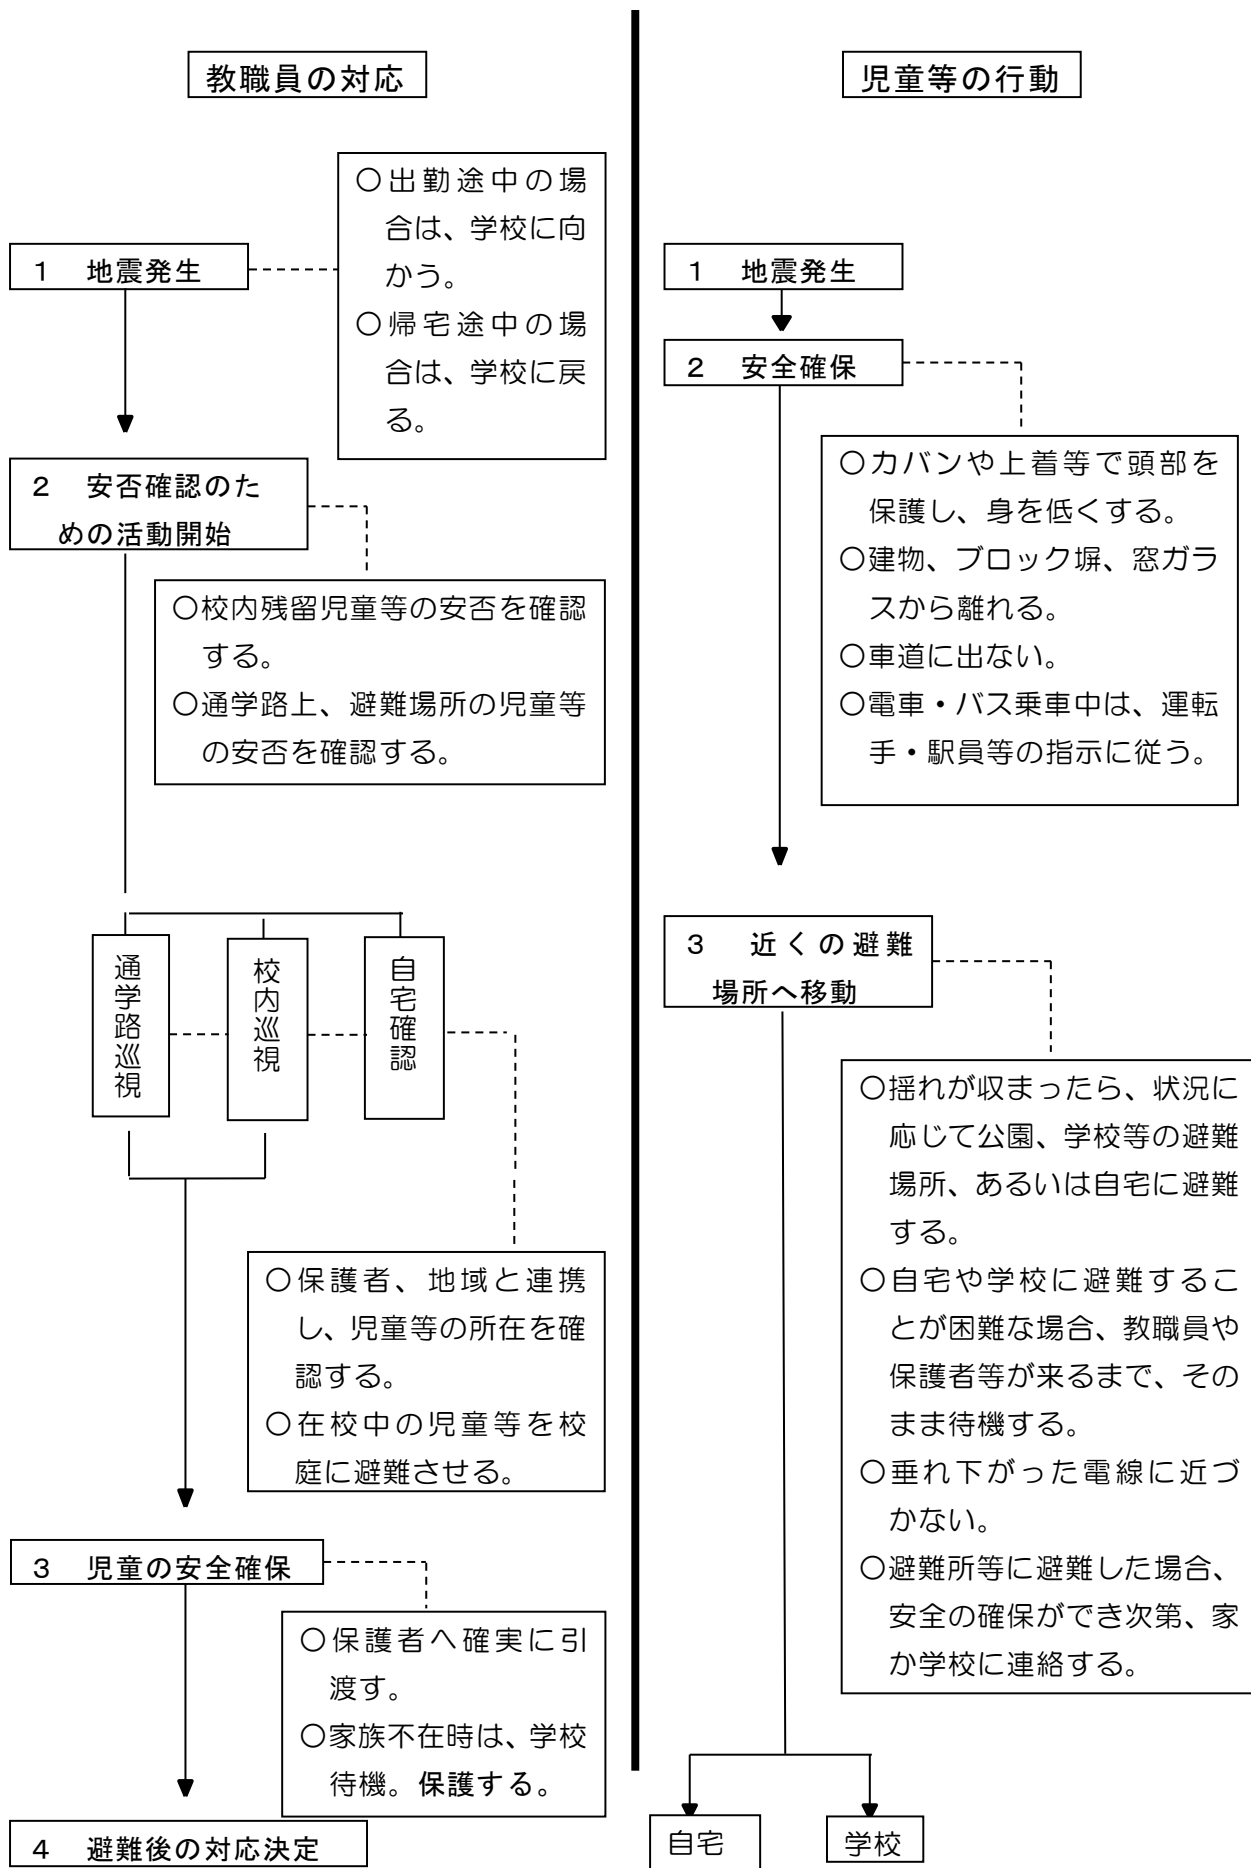 教職員の対応
１　地震発生
○出勤途中の場
合は、学校に向
かう。
○帰宅途中の場
合は、学校に戻
る。
２　安否確認のた
めの活動開始
○校内残留児童等の安否を確認
する。
○通学路上、避難場所の児童等
の安否を確認する。
通学路巡視
校内巡視
自宅確認
○保護者、地域と連携
し、児童等の所在を確
認する。
○在校中の児童等を校
庭に避難させる。
３　児童の安全確保
○保護者へ確実に引
渡す。
○家族不在時は、学校
待機。保護する。
４　避難後の対応決定
児童等の行動
１　地震発生
２　安全確保
○カバンや上着等で頭部を
保護し、身を低くする。
○建物、ブロック塀、窓ガラ
スから離れる。
○車道に出ない。
○電車・バス乗車中は、運転
手・駅員等の指示に従う。
３　近くの避難
場所へ移動
○揺れが収まったら、状況に
応じて公園、学校等の避難
場所、あるいは自宅に避難
する。
○自宅や学校に避難するこ
とが困難な場合、教職員や
保護者等が来るまで、その
まま待機する。
○垂れ下がった電線に近づ
かない。
○避難所等に避難した場合、
安全の確保ができ次第、家
か学校に連絡する。
自宅
学校